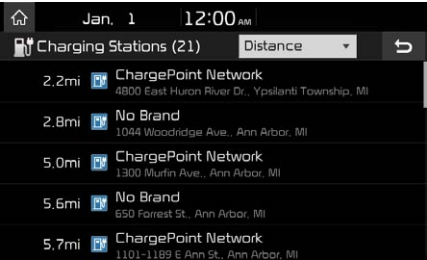 Jan. 1 12:00 AM
Charging Stations (21) Distance
2.2mi ChargePoint Network
4800 East Huron River Dr., Ypsilanti Township, MI
2.8mi No Brand
1044 Woodridge Ave., Ann Arbor, MI
5.0mi ChargePoint Network
1300 Murfin Ave., Ann Arbor, MI
5.6mi No Brand
650 Forrest St., Ann Arbor, MI
5.7mi ChargePoint Network
1101-1189 E Ann St., Ann Arbor, MI